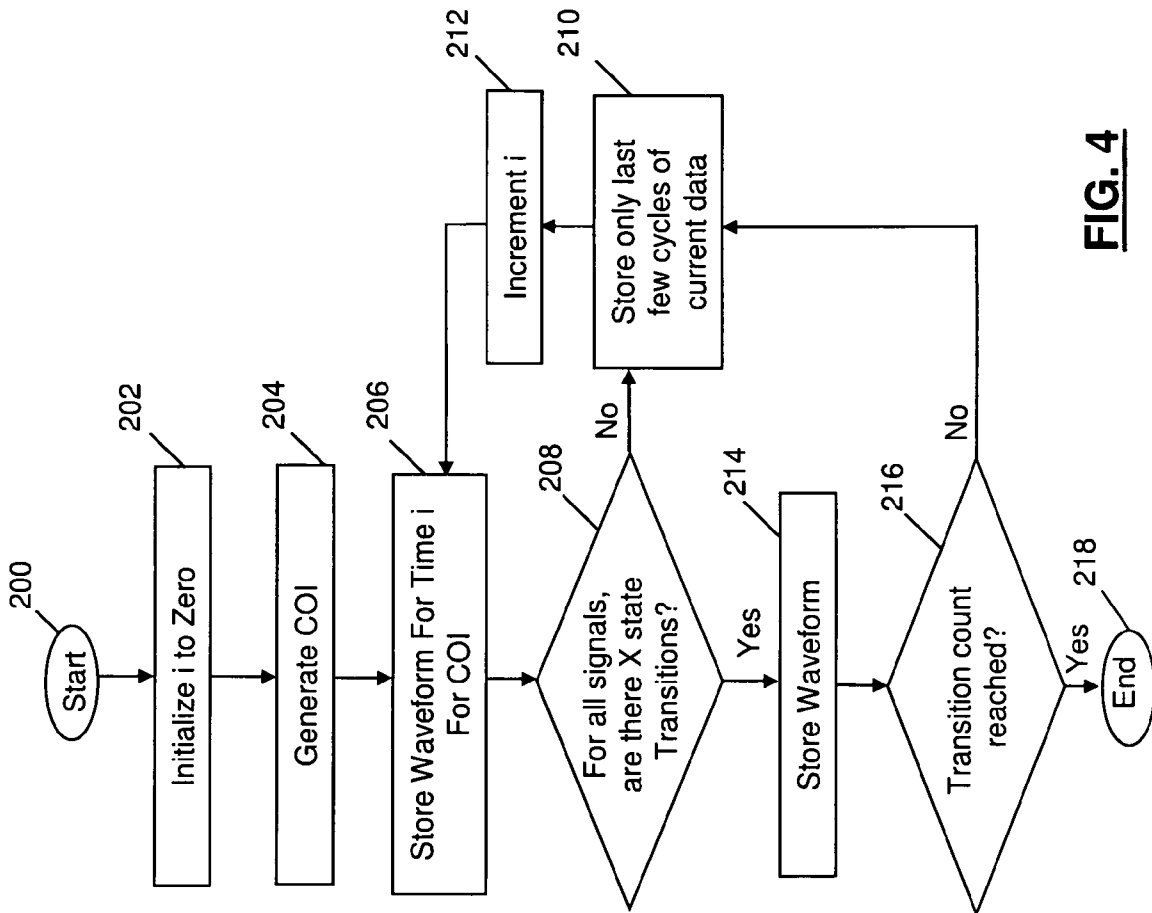 200
Start
202
Initialize i to Zero
204
Generate COI
206
Store Waveform For Time i
For COI
208
For all signals,
are there X state
Transitions?
No
Yes
210
Store only last
few cycles of
current data
212
Increment i
214
Store Waveform
216
Transition count
reached?
No
Yes
218
End
FIG. 4